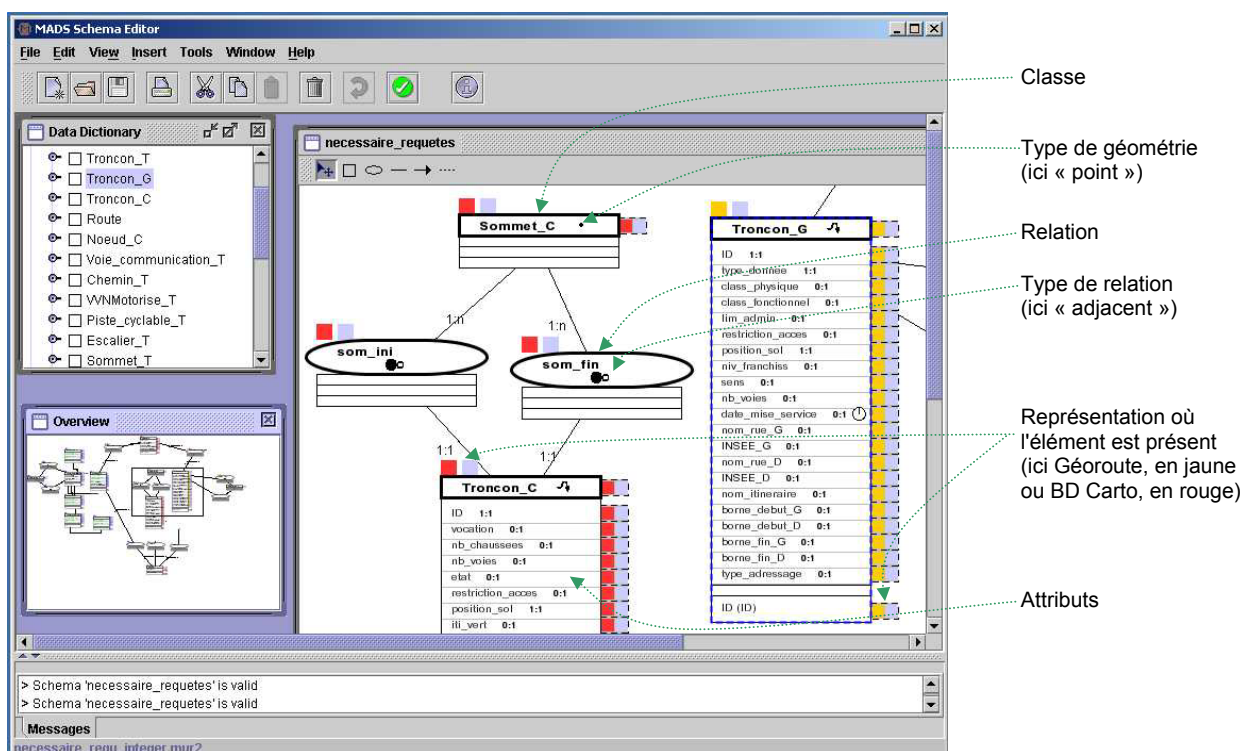 MADS Schema Editor
File Edit View Insert Tools Window Help
Data Dictionary
Troncon_T
Troncon_G
Troncon_C
Route
Noeud_C
Voie_communication_T
Chemin_T
VVNMotorise_T
Piste_cyclable_T
Escalier_T
Sommet_T
Overview
necessaire_requetes
Sommet_C
1:n
1:n
som_ini
som_fin
1:1
1:1
Troncon_C
ID 1:1
vocation 0:1
nb_chaussees 0:1
nb_voies 0:1
etat 0:1
restriction_acces 0:1
position_sol 1:1
iti_vert 0:1
Troncon_G
ID 1:1
type_donnee 1:1
class_physique 0:1
class_fonctionnel 0:1
lim_admin 0:1
restriction_acces 0:1
position_sol 1:1
niv_franchiss 0:1
sens 0:1
nb_voies 0:1
date_mise_service 0:1
nom_rue_G 0:1
INSEE_G 0:1
nom_rue_D 0:1
INSEE_D 0:1
nom_itineraire 0:1
borne_debut_G 0:1
borne_debut_D 0:1
borne_fin_G 0:1
borne_fin_D 0:1
type_adressage 0:1
ID (ID)
Classe
Type de géométrie
(ici « point »)
Relation
Type de relation
(ici « adjacent »)
Représentation où
l'élément est présent
(ici Géoroute, en jaune
ou BD Carto, en rouge)
Attributs
> Schema 'necessaire_requetes' is valid
> Schema 'necessaire_requetes' is valid
Messages
necessaire_requ_integer.mur2